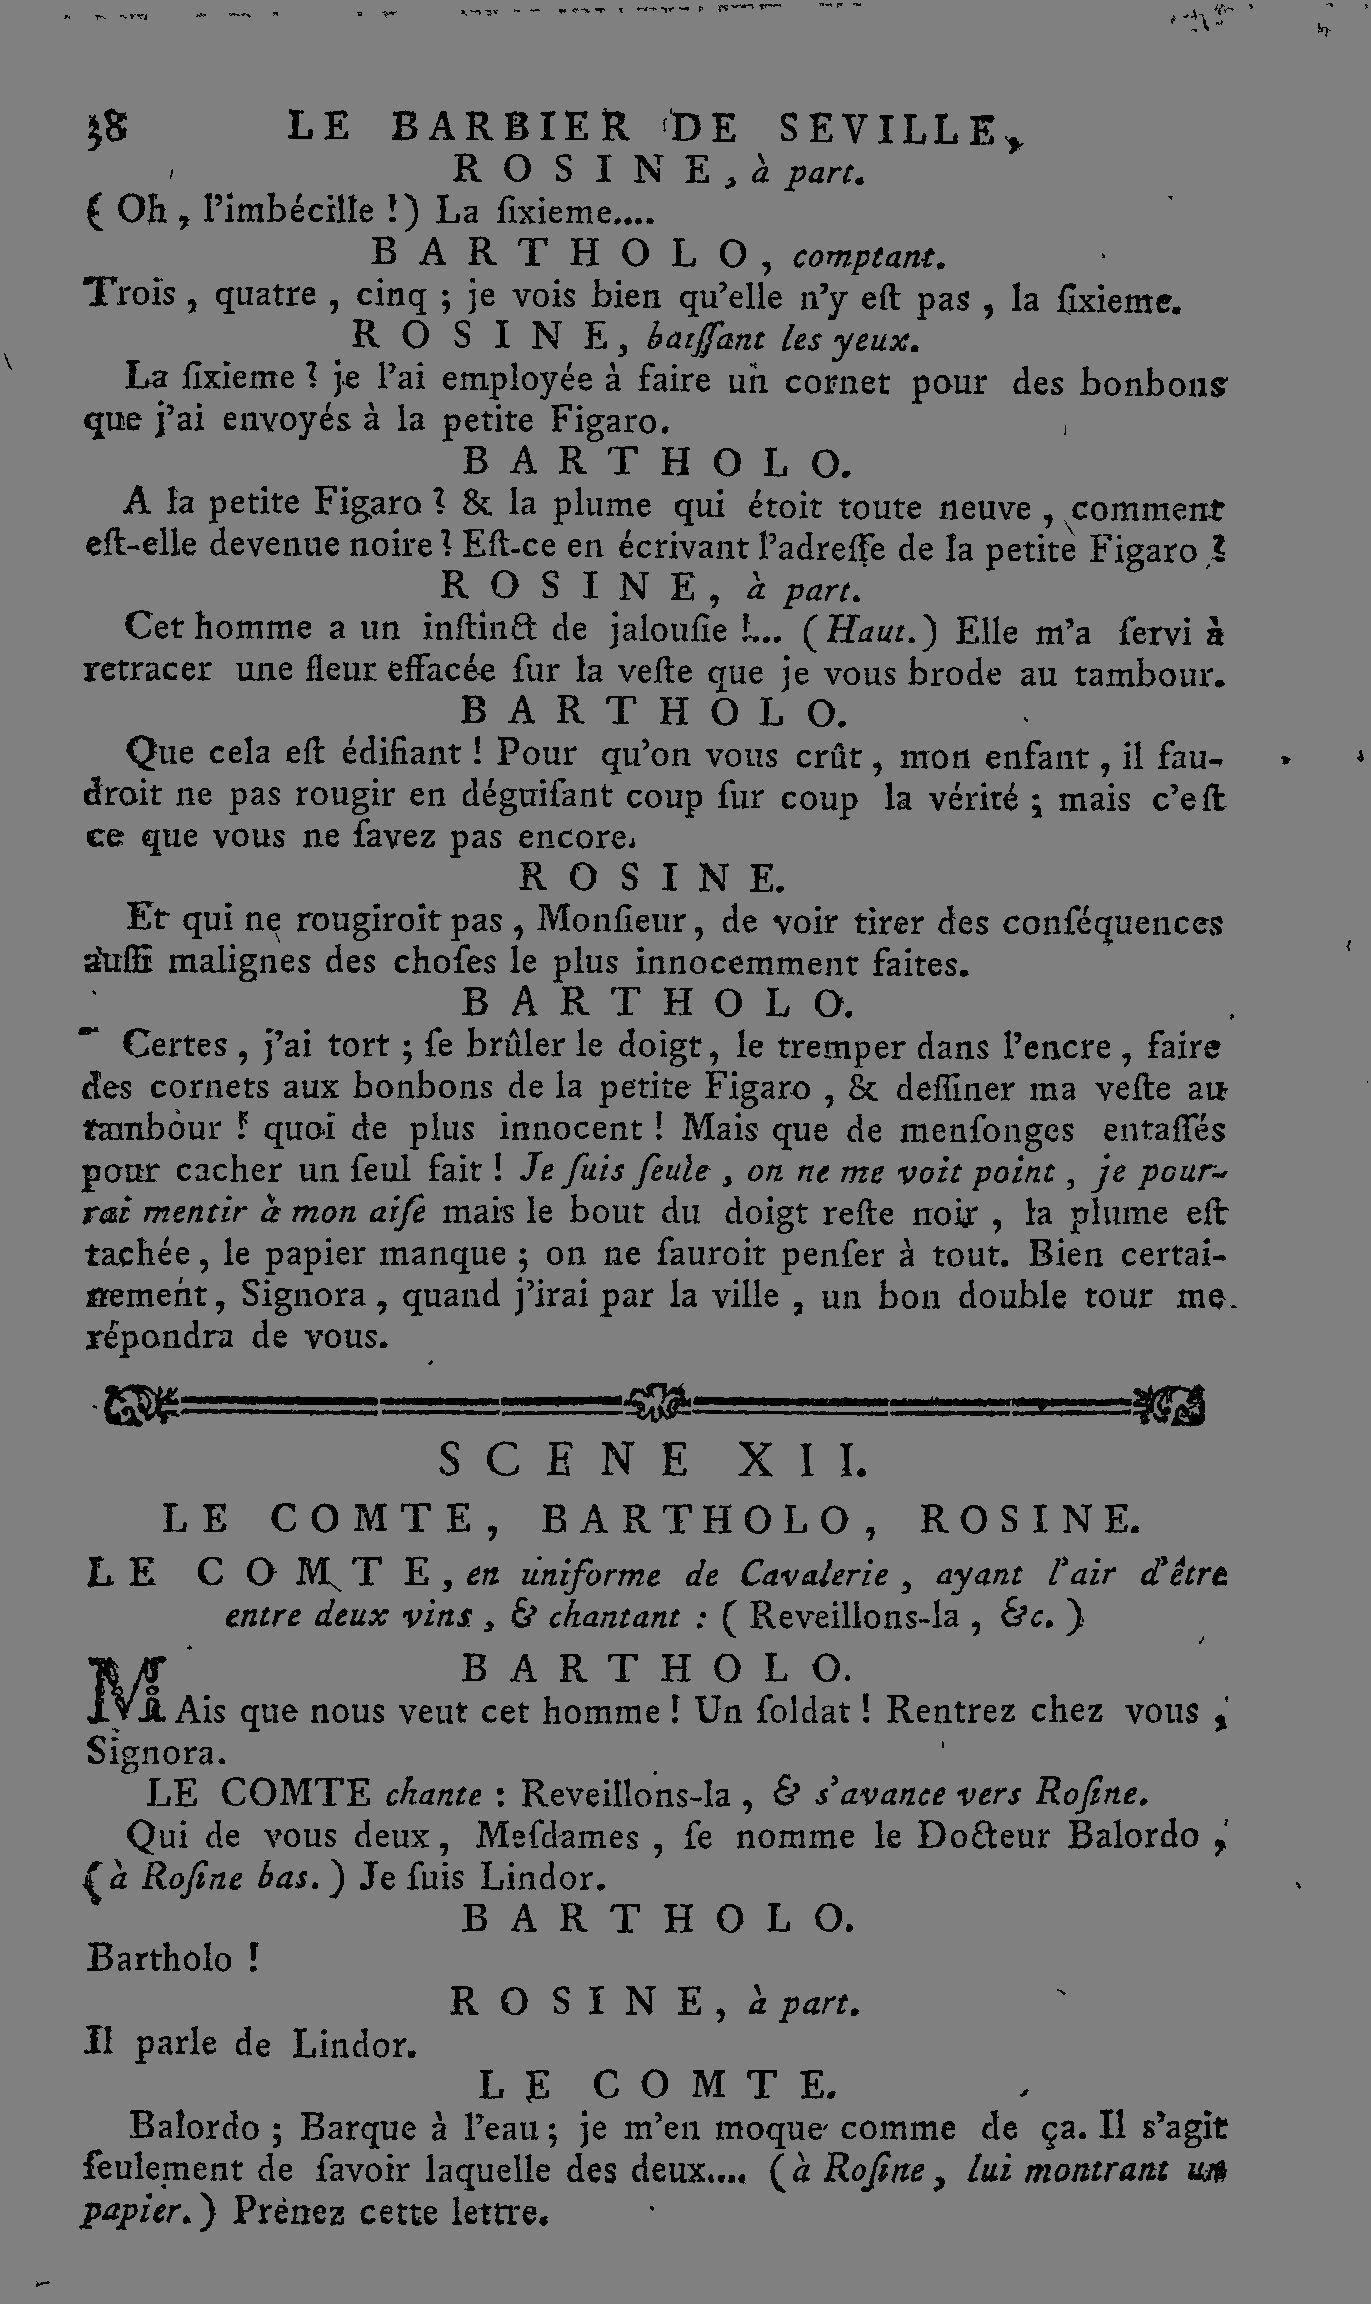 38 LE BARBIER DE SEVILLE,
ROSINE, à part.
( Oh, l'imbécille !) La ſixieme....
BARTHOLO, comptant.
Trois, quatre, cinq ; je vois bien qu'elle n'y eſt pas, la ſixieme.
ROSINE, baiſſant les yeux.
La ſixieme ? je l'ai employée à faire un cornet pour des bonbons
que j'ai envoyés à la petite Figaro.
BARTHOLO.
A la petite Figaro ? & la plume qui étoit toute neuve, comment
eſt-elle devenue noire ? Eſt-ce en écrivant l'adreſſe de la petite Figaro ?
ROSINE, à part.
Cet homme a un inſtinct de jalouſie !... (Haut.) Elle m'a ſervi à
retracer une fleur effacée ſur la veſte que je vous brode au tambour.
BARTHOLO.
Que cela eſt édifiant ! Pour qu'on vous crût, mon enfant, il fau-
droit ne pas rougir en déguiſant coup ſur coup la vérité ; mais c'eſt
ce que vous ne ſavez pas encore.
ROSINE.
Et qui ne rougiroit pas, Monſieur, de voir tirer des conſéquences
auſſi malignes des choſes le plus innocemment faites.
BARTHOLO.
Certes, j'ai tort ; ſe brûler le doigt, le tremper dans l'encre, faire
des cornets aux bonbons de la petite Figaro, & deſſiner ma veſte au
tambour ! quoi de plus innocent ! Mais que de menſonges entaſſés
pour cacher un ſeul fait ! Je ſuis ſeule, on ne me voit point, je pour-
rai mentir à mon aiſe mais le bout du doigt reſte noir, la plume eſt
tachée, le papier manque ; on ne ſauroit penſer à tout. Bien certai-
nement, Signora, quand j'irai par la ville, un bon double tour me
répondra de vous.
SCENE XII.
LE COMTE, BARTHOLO, ROSINE.
LE COMTE, en uniforme de Cavalerie, ayant l'air d'être
entre deux vins, & chantant : ( Reveillons-la, &c. )
BARTHOLO.
MAis que nous veut cet homme ! Un ſoldat ! Rentrez chez vous,
Signora.
LE COMTE chante : Reveillons-la, & s'avance vers Roſine.
Qui de vous deux, Meſdames, ſe nomme le Docteur Balordo,
(à Roſine bas.) Je ſuis Lindor.
BARTHOLO.
Bartholo !
ROSINE, à part.
Il parle de Lindor.
LE COMTE.
Balordo ; Barque à l'eau ; je m'en moque comme de ça. Il s'agit
ſeulement de ſavoir laquelle des deux.... (à Roſine, lui montrant un
papier.) Prenez cette lettre.